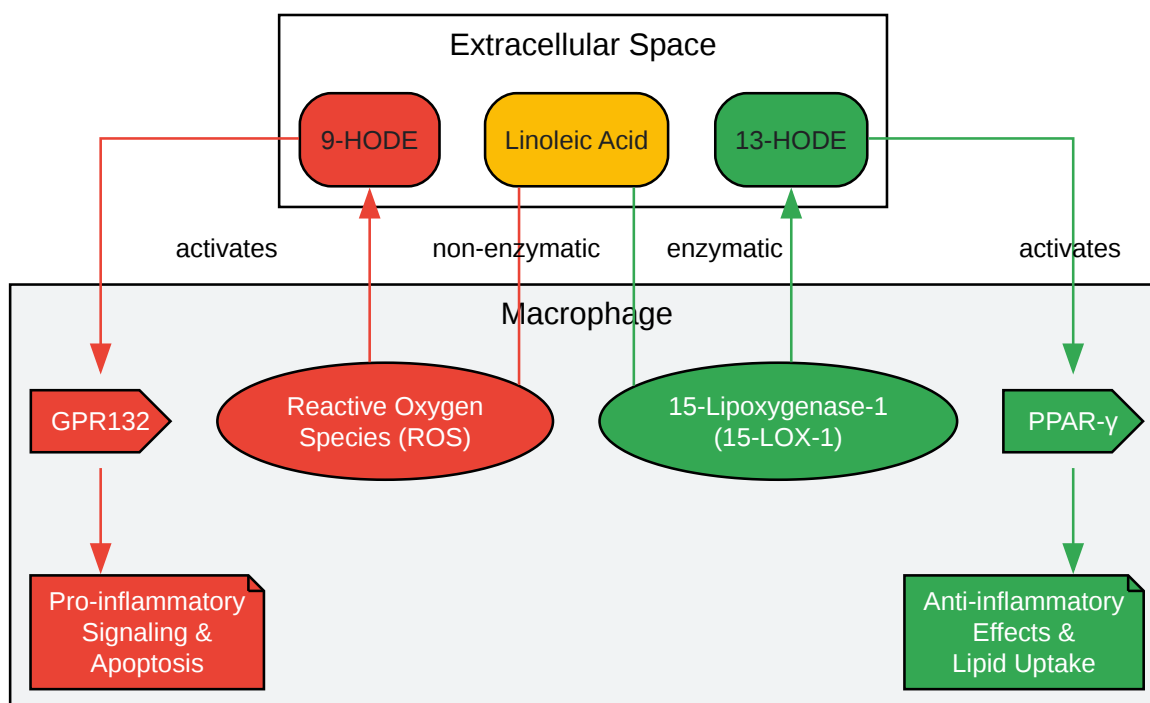 Extracellular Space
9-HODE
Linoleic Acid
13-HODE
activates
non-enzymatic
enzymatic
activates
Macrophage
GPR132
Reactive Oxygen
Species (ROS)
15-Lipoxygenase-1
(15-LOX-1)
PPAR-γ
Pro-inflammatory
Signaling &
Apoptosis
Anti-inflammatory
Effects &
Lipid Uptake